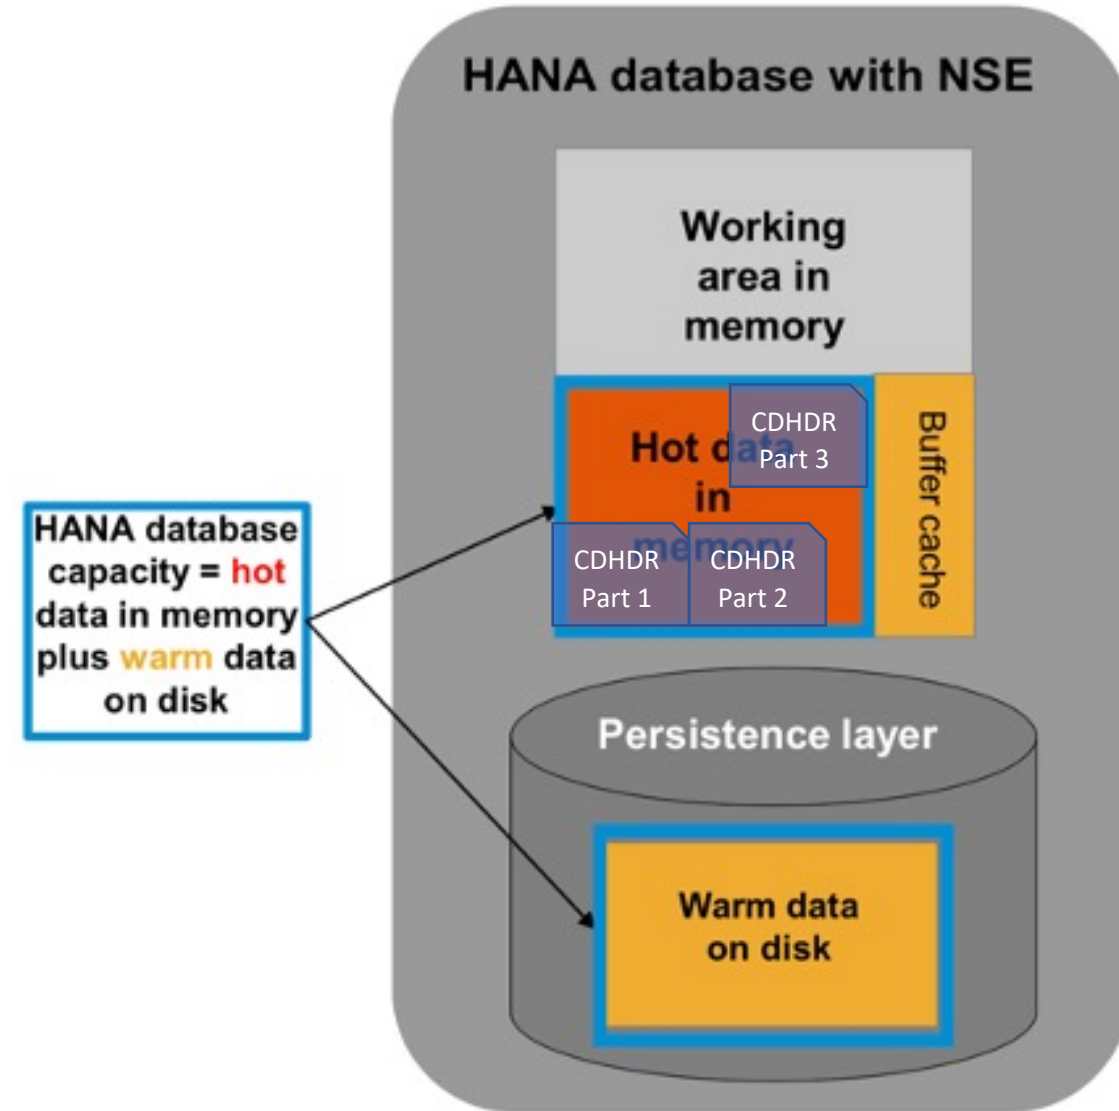 HANA database with NSE
Working
area in
memory
Hot data
in
memory
CDHDR
Part 3
CDHDR
Part 1
CDHDR
Part 2
Buffer cache
HANA database
capacity = hot
data in memory
plus warm data
on disk
Persistence layer
Warm data
on disk